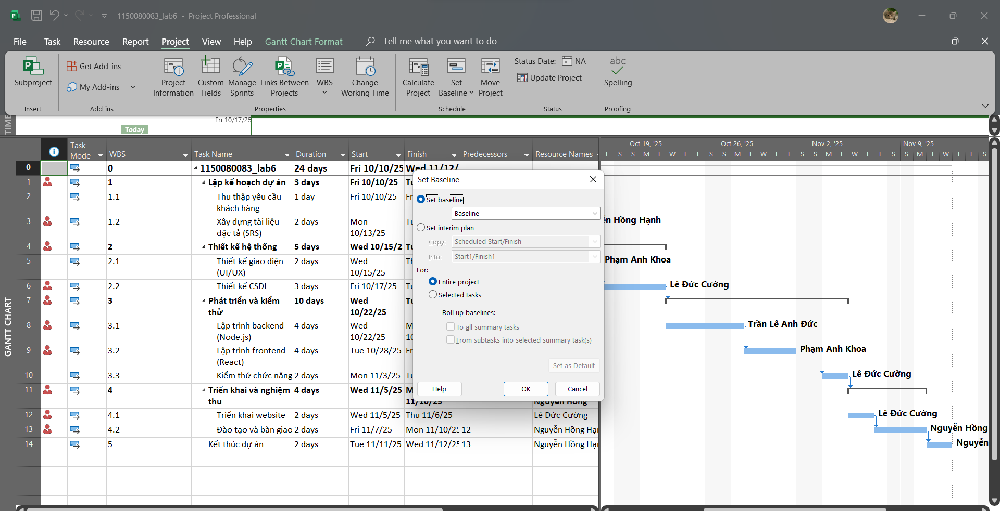 1150080083_lab6 - Project Professional
File Task Resource Report Project View Help Gantt Chart Format Tell me what you want to do
Subproject
Insert
Get Add-ins
My Add-ins
Add-ins
Project Information
Custom Fields
Manage Sprints
Links Between Projects
WBS
Change Working Time
Properties
Calculate Project
Set Baseline
Move Project
Schedule
Status Date: NA
Update Project
Status
abc
Spelling
Proofing
TIME
Fri 10/17/25
Today
GANTT CHART
Task Mode WBS Task Name Duration Start Finish Predecessors Resource Names
0 0 1150080083_lab6 24 days Fri 10/10/25 Wed 11/12/
1 1 Lập kế hoạch dự án 3 days Fri 10/10/25 Tu
2 1.1 Thu thập yêu cầu khách hàng 1 day Fri 10/10/25 Fr
3 1.2 Xây dựng tài liệu đặc tả (SRS) 2 days Mon 10/13/25 Tu
4 2 Thiết kế hệ thống 5 days Wed 10/15/2 Tu
5 2.1 Thiết kế giao diện (UI/UX) 2 days Wed 10/15/25 Th
6 2.2 Thiết kế CSDL 3 days Fri 10/17/25 Tu
7 3 Phát triển và kiểm thử 10 days Wed 10/22/25 Tu
8 3.1 Lập trình backend (Node.js) 4 days Wed 10/22/25 M 10
9 3.2 Lập trình frontend (React) 4 days Tue 10/28/25 Fr
10 3.3 Kiểm thử chức năng 2 days Mon 11/3/25 Tu
11 4 Triển khai và nghiệm thu 4 days Wed 11/5/25 M 11/10/25 Nguyễn Hồng
12 4.1 Triển khai website 2 days Wed 11/5/25 Thu 11/6/25 Lê Đức Cường
13 4.2 Đào tạo và bàn giao 2 days Fri 11/7/25 Mon 11/10/25 12 Nguyễn Hồng Hạ
14 5 Kết thúc dự án 2 days Tue 11/11/25 Wed 11/12/25 13 Nguyễn Hồng Hạ
Set Baseline
Set baseline
Baseline
Set interim plan
Copy: Scheduled Start/Finish
Into: Start1/Finish1
For:
Entire project
Selected tasks
Roll up baselines:
To all summary tasks
From subtasks into selected summary task(s)
Set as Default
Help OK Cancel
Oct 19, '25 Oct 26, '25 Nov 2, '25 Nov 9, '25
F S S M T W T F S S M T W T F S S M T W T F S S M T W T F S
ễn Hồng Hạnh
Phạm Anh Khoa
Lê Đức Cường
Trần Lê Anh Đức
Phạm Anh Khoa
Lê Đức Cường
Lê Đức Cường
Nguyễn Hồng
Nguyễn